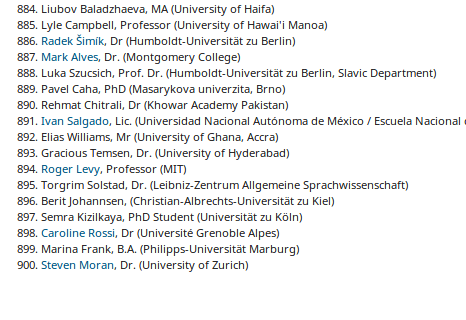 884. Liubov Baladzhaeva, MA (University of Haifa)
885. Lyle Campbell, Professor (University of Hawai'i Manoa)
886. Radek Šimík, Dr (Humboldt-Universität zu Berlin)
887. Mark Alves, Dr. (Montgomery College)
888. Luka Szucsich, Prof. Dr. (Humboldt-Universität zu Berlin, Slavic Department)
889. Pavel Caha, PhD (Masarykova univerzita, Brno)
890. Rehmat Chitrali, Dr (Khowar Academy Pakistan)
891. Ivan Salgado, Lic. (Universidad Nacional Autónoma de México / Escuela Nacional
892. Elias Williams, Mr (University of Ghana, Accra)
893. Gracious Temsen, Dr. (University of Hyderabad)
894. Roger Levy, Professor (MIT)
895. Torgrim Solstad, Dr. (Leibniz-Zentrum Allgemeine Sprachwissenschaft)
896. Berit Johannsen, (Christian-Albrechts-Universität zu Kiel)
897. Semra Kizilkaya, PhD Student (Universität zu Köln)
898. Caroline Rossi, Dr (Université Grenoble Alpes)
899. Marina Frank, B.A. (Philipps-Universität Marburg)
900. Steven Moran, Dr. (University of Zurich)